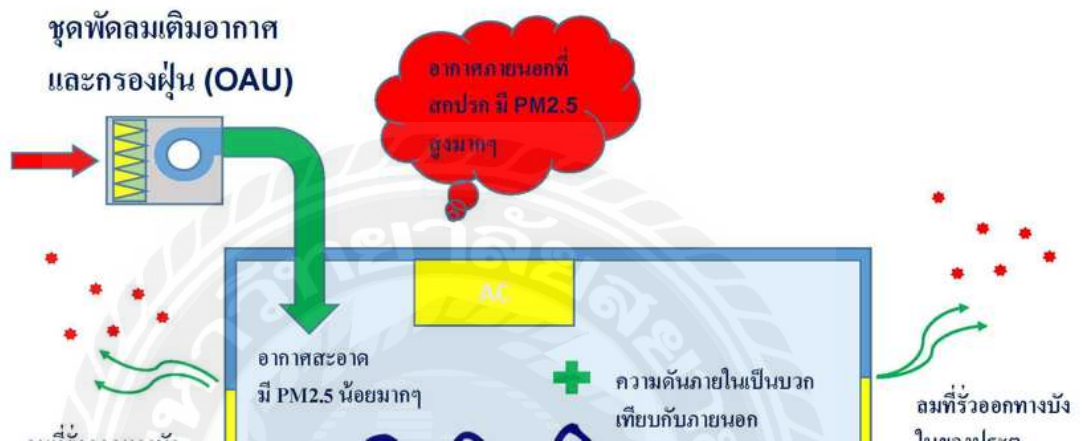 ชุดพัดลมเติมอากาศ
และกรองฝุ่น (OAU)
อากาศภายนอกที่
สกปรก มี PM2.5
สูงมากๆ
AC
อากาศสะอาด
มี PM2.5 น้อยมากๆ
ความดันภายในเป็นบวก
เทียบกับภายนอก
ลมที่รั่วออกทางบัง